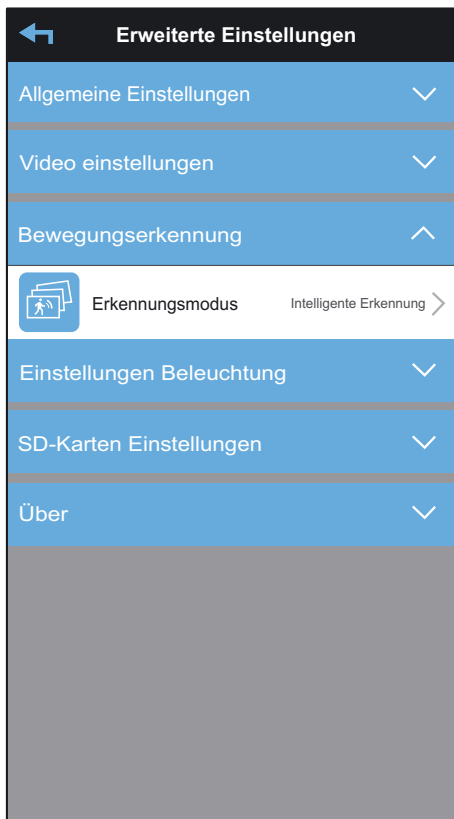 Erweiterte Einstellungen
Allgemeine Einstellungen
Video einstellungen
Bewegungserkennung
Erkennungsmodus Intelligente Erkennung
Einstellungen Beleuchtung
SD-Karten Einstellungen
Über